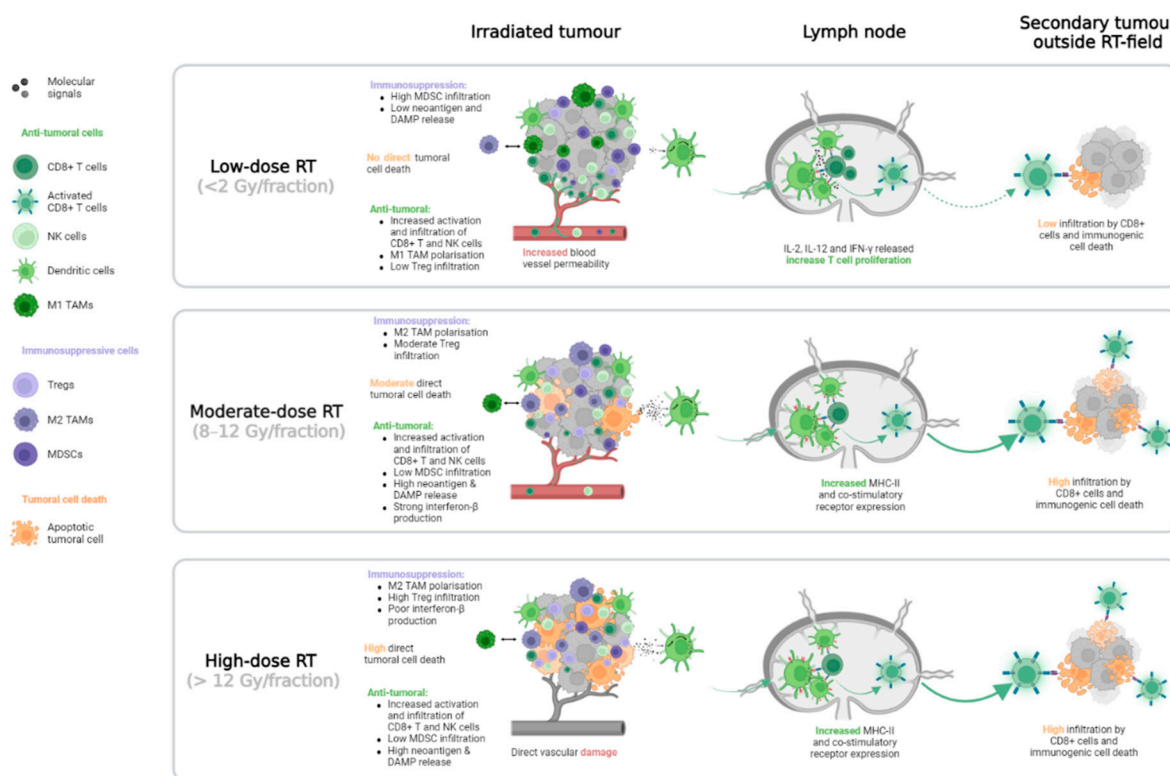 Irradiated tumour
Lymph node
Secondary tumou
outside RT-field
Molecular
signals
Anti-tumoral cells
CD8+ T cells
Activated
CD8+ T cells
NK cells
Dendritic cells
M1 TAMs
Immunosuppressive cells
Tregs
M2 TAMs
MDSCs
Tumoral cell death
Apoptotic
tumoral cell
Low-dose RT
(<2 Gy/fraction)
Immunosuppression:
• High MDSC infiltration
• Low neoantigen and
DAMP release
No direct tumoral
cell death
Anti-tumoral:
• Increased activation
and infiltration of
CD8+ T and NK cells
• M1 TAM polarisation
• Low Treg infiltration
Increased blood
vessel permeability
IL-2, IL-12 and IFN-γ released
increase T cell proliferation
Low infiltration by CD8+
cells and immunogenic
cell death
Moderate-dose RT
(8–12 Gy/fraction)
Immunosuppression:
• M2 TAM polarisation
• Moderate Treg
infiltration
Moderate direct
tumoral cell death
Anti-tumoral:
• Increased activation
and infiltration of
CD8+ T and NK cells
• Low MDSC infiltration
• High neoantigen &
DAMP release
• Strong interferon-β
production
Increased MHC-II
and co-stimulatory
receptor expression
High infiltration by
CD8+ cells and
immunogenic cell death
High-dose RT
(> 12 Gy/fraction)
Immunosuppression:
• M2 TAM polarisation
• High Treg infiltration
• Poor interferon-β
production
High direct
tumoral cell death
Anti-tumoral:
• Increased activation
and infiltration of
CD8+ T and NK cells
• Low MDSC infiltration
• High neoantigen &
DAMP release
Direct vascular damage
Increased MHC-II
and co-stimulatory
receptor expression
High infiltration by
CD8+ cells and
immunogenic cell death